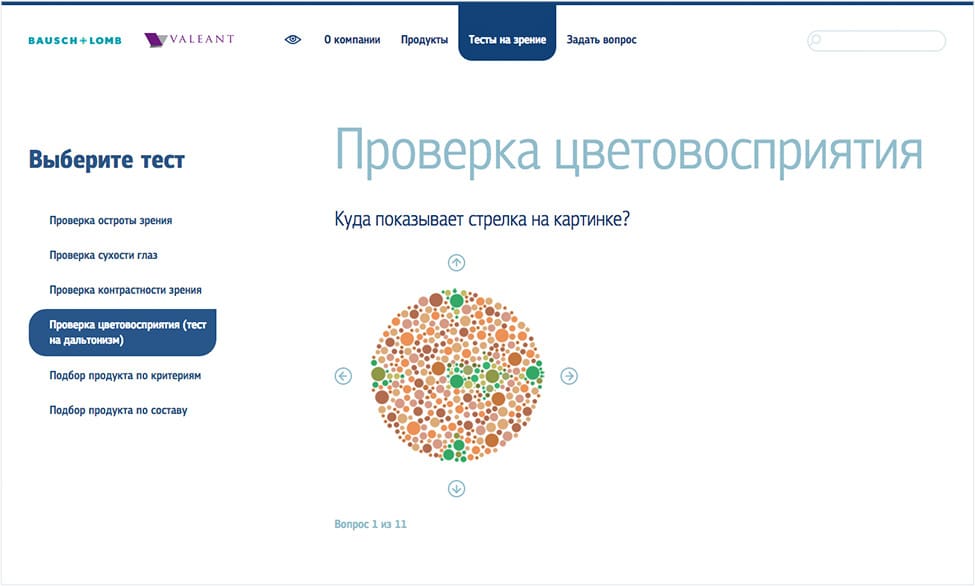 BAUSCH + LOMB
VALEANT
О компании
Продукты
Тесты на зрение
Задать вопрос
Выберите тест
Проверка остроты зрения
Проверка сухости глаз
Проверка контрастности зрения
Проверка цветовосприятия (тест
на дальтонизм)
Подбор продукта по критериям
Подбор продукта по составу
Проверка цветовосприятия
Куда показывает стрелка на картинке?
Вопрос 1 из 11